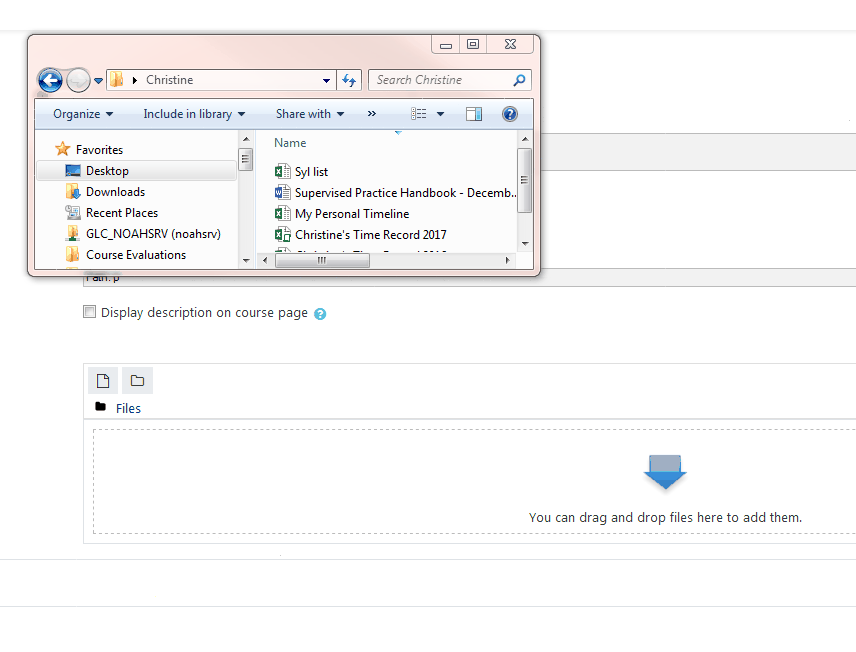 Christine
Search Christine
Organize
Include in library
Share with
»
Favorites
Desktop
Downloads
Recent Places
GLC_NOAHSRV (noahsrv)
Course Evaluations
Name
Syl list
Supervised Practice Handbook - Decemb...
My Personal Timeline
Christine's Time Record 2017
Path: p
Display description on course page
Files
You can drag and drop files here to add them.